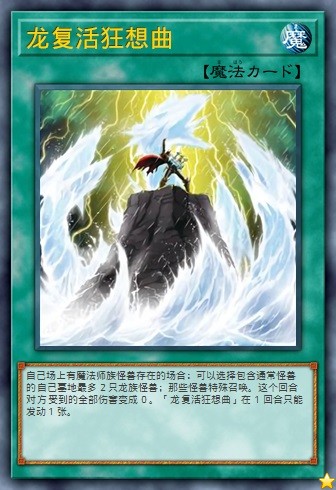 龙复活狂想曲
魔
【魔法カード】
自己场上有魔法师族怪兽存在的场合：可以选择包含通常怪兽
的自己墓地最多 2 只龙族怪兽；那些怪兽特殊召唤。这个回合
对方受到的全部伤害变成 0 。「 龙复活狂想曲」在 1 回合只能
发动 1 张。